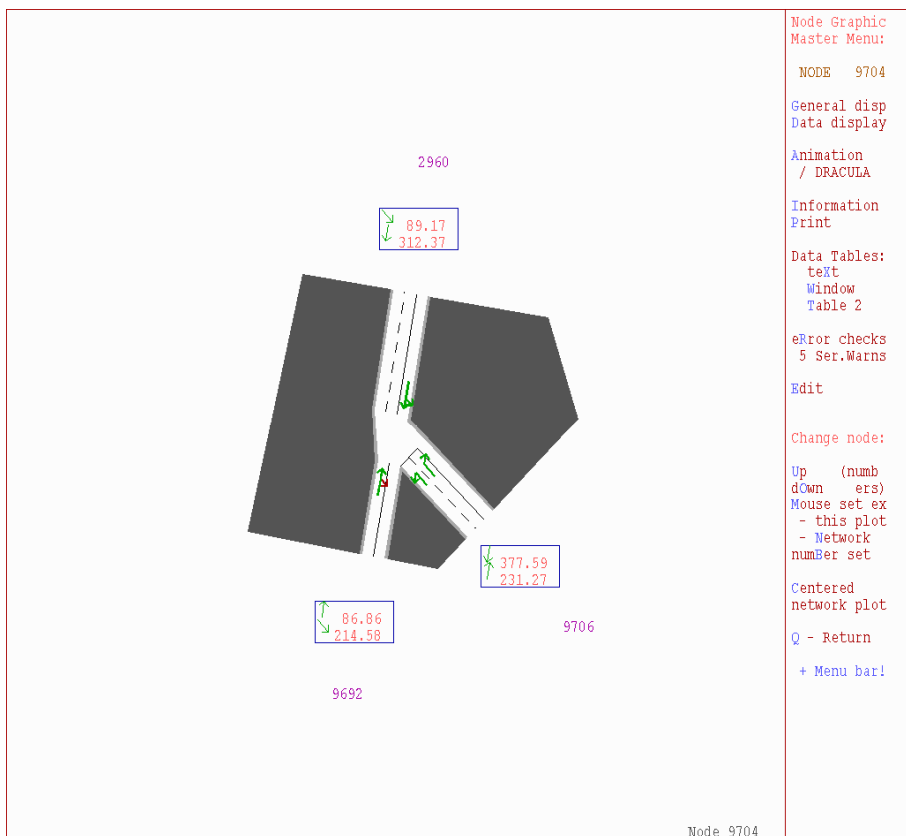 Node Graphic
Master Menu:
NODE 9704
General disp
Data display
Animation
/ DRACULA
Information
Print
Data Tables:
teXt
Window
Table 2
eRror checks
5 Ser.Warns
Edit
Change node:
Up (numb
dOwn ers)
Mouse set ex
- this plot
- Network
numBer set
Centered
network plot
Q - Return
+ Menu bar!
2960
89.17
312.37
377.59
231.27
86.86
214.58
9706
9692
Node 9704